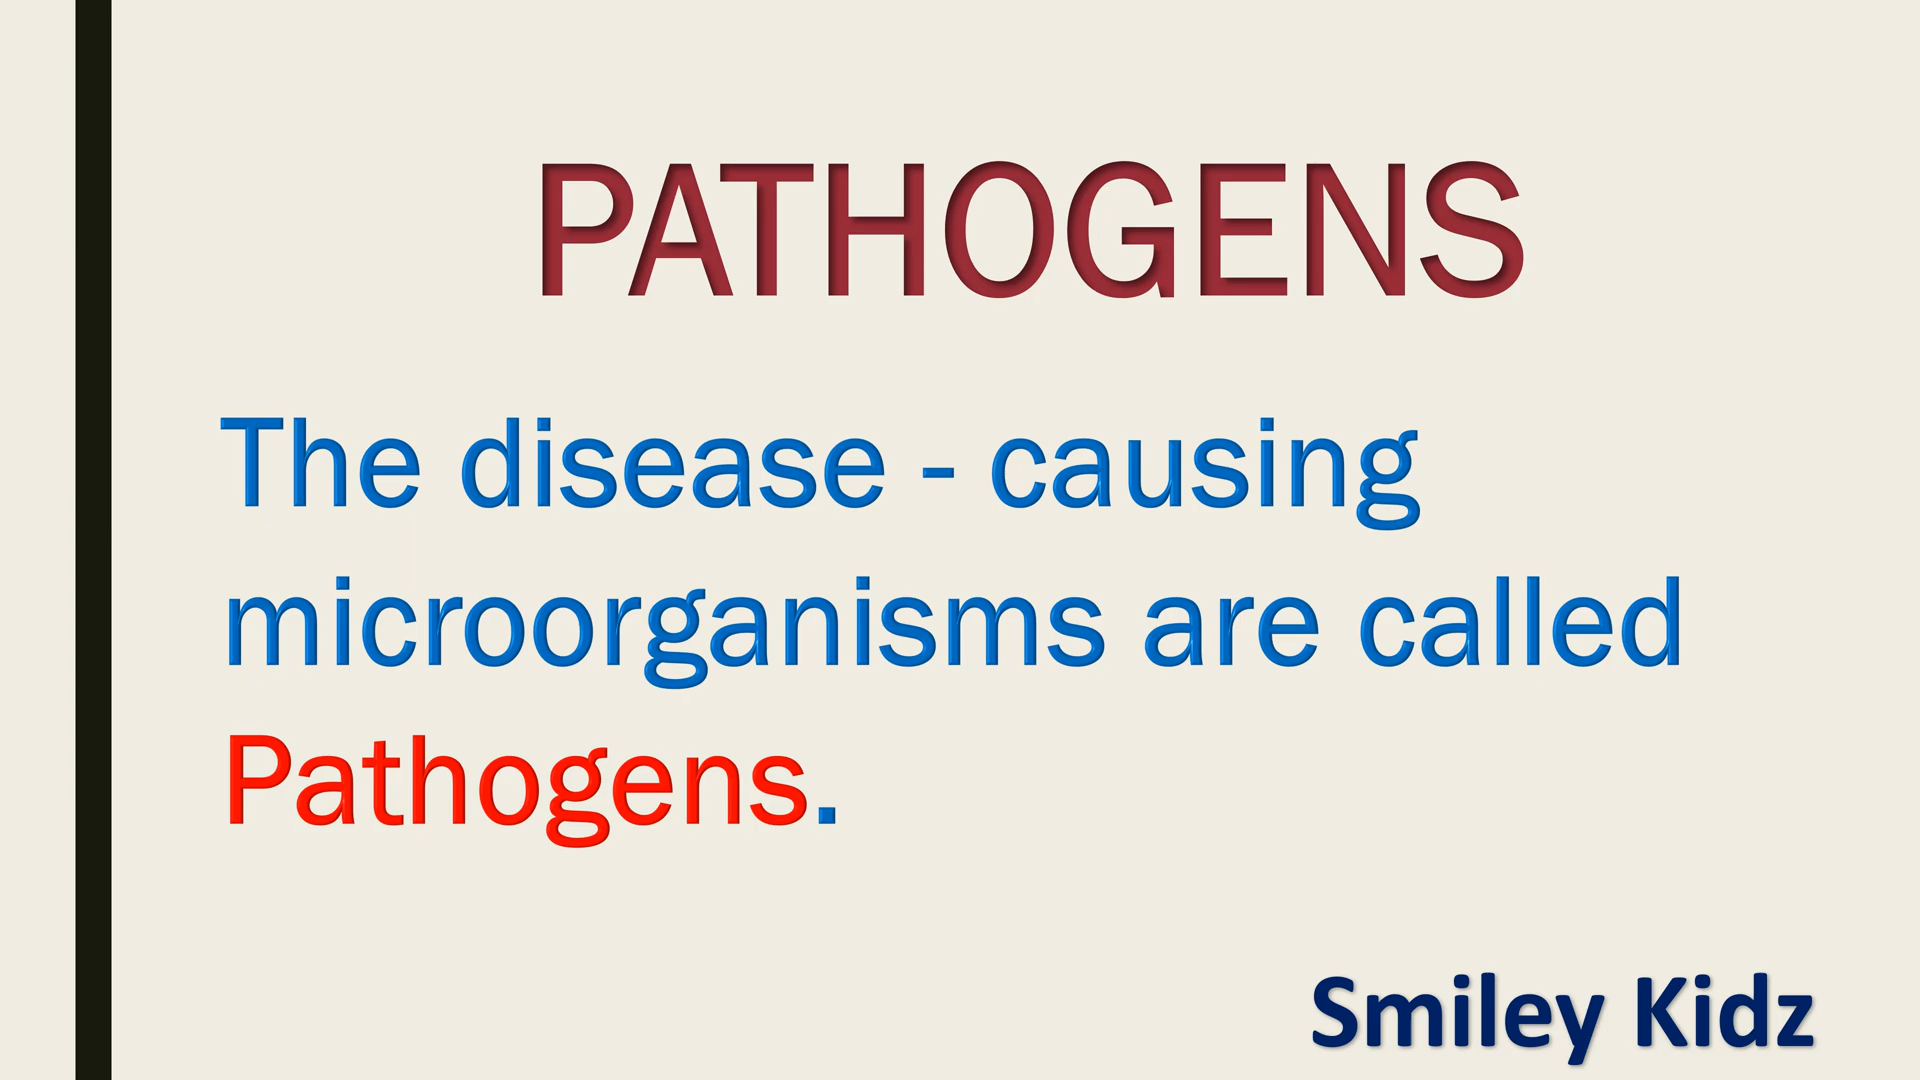 PATHOGENS
The disease - causing
microorganisms are called
Pathogens.
Smiley Kidz